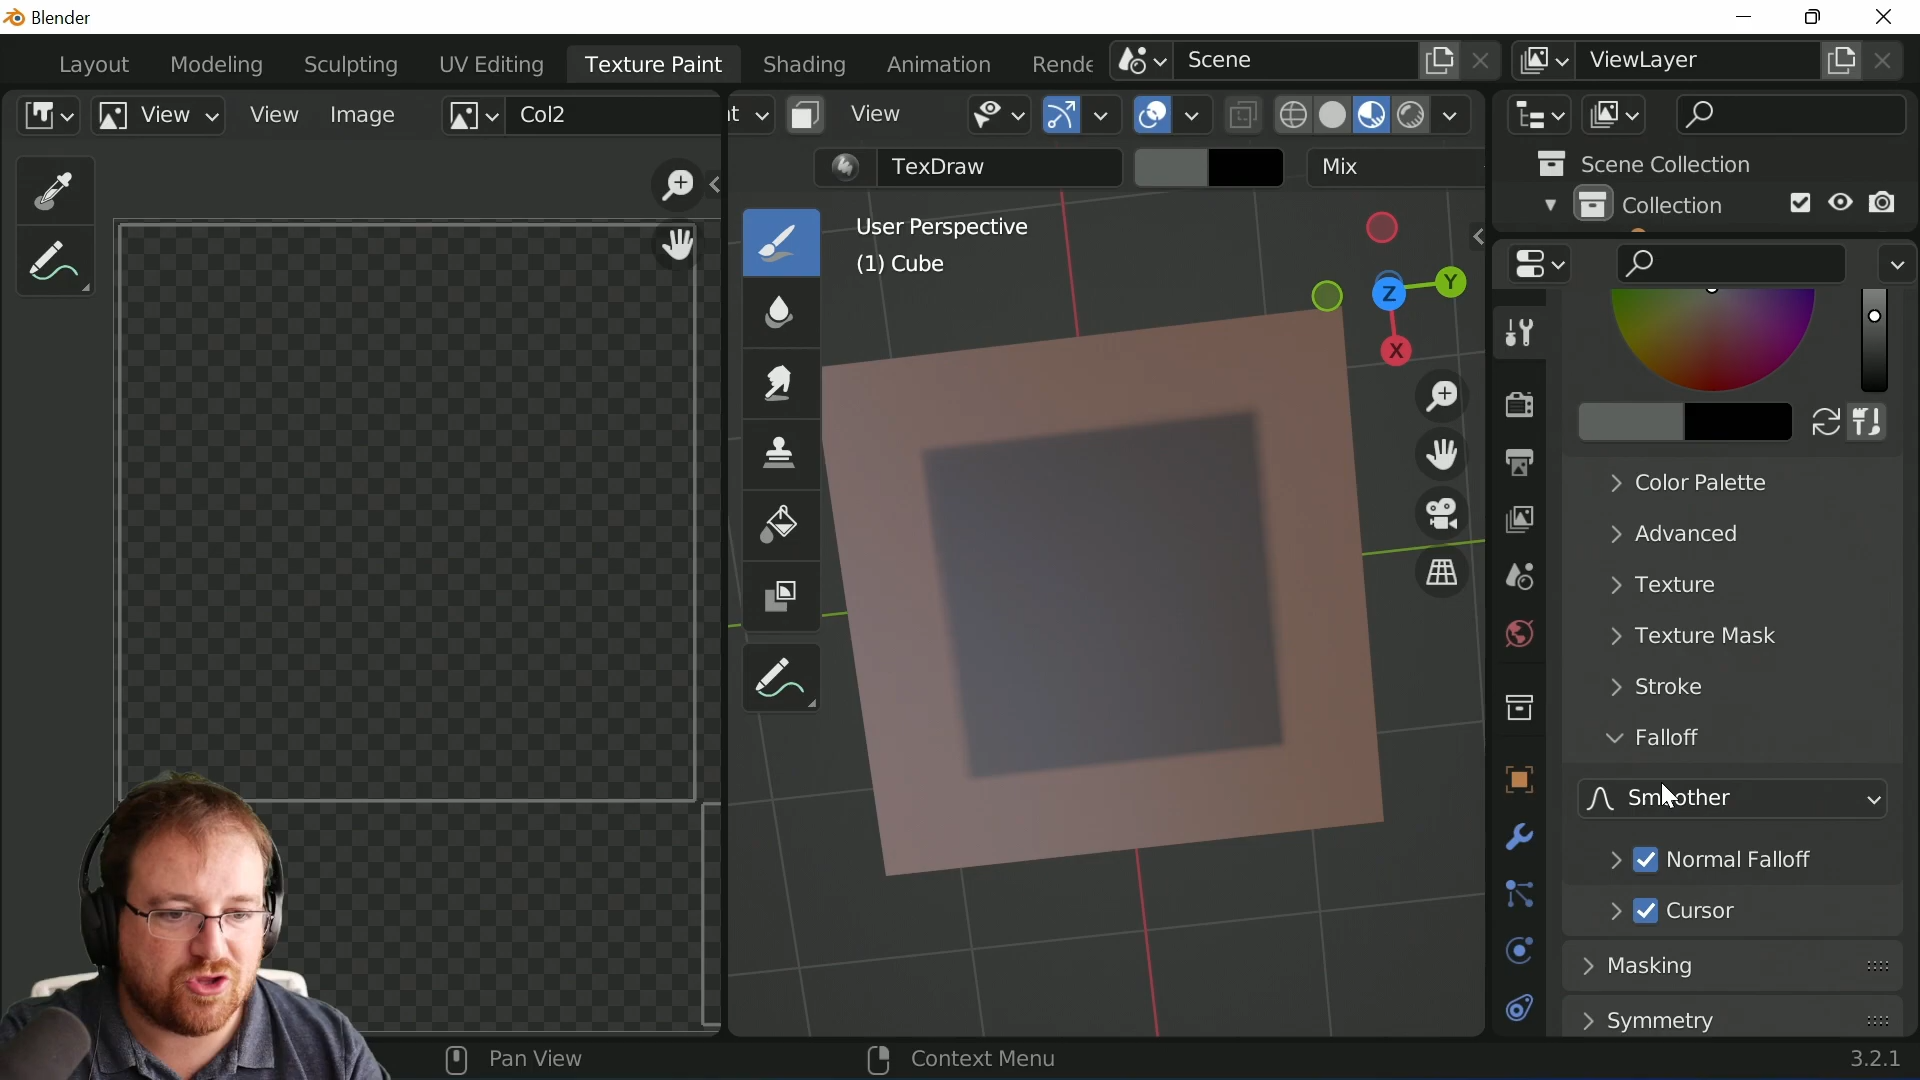 Blender
Layout Modeling Sculpting UV Editing Texture Paint Shading Animation Rende
Scene
ViewLayer
View View Image Col2
View
TexDraw Mix
User Perspective
(1) Cube
Y
Z
X
Scene Collection
Collection
Color Palette
Advanced
Texture
Texture Mask
Stroke
Falloff
Smoother
Normal Falloff
Cursor
Masking
Symmetry
Pan View Context Menu 3.2.1